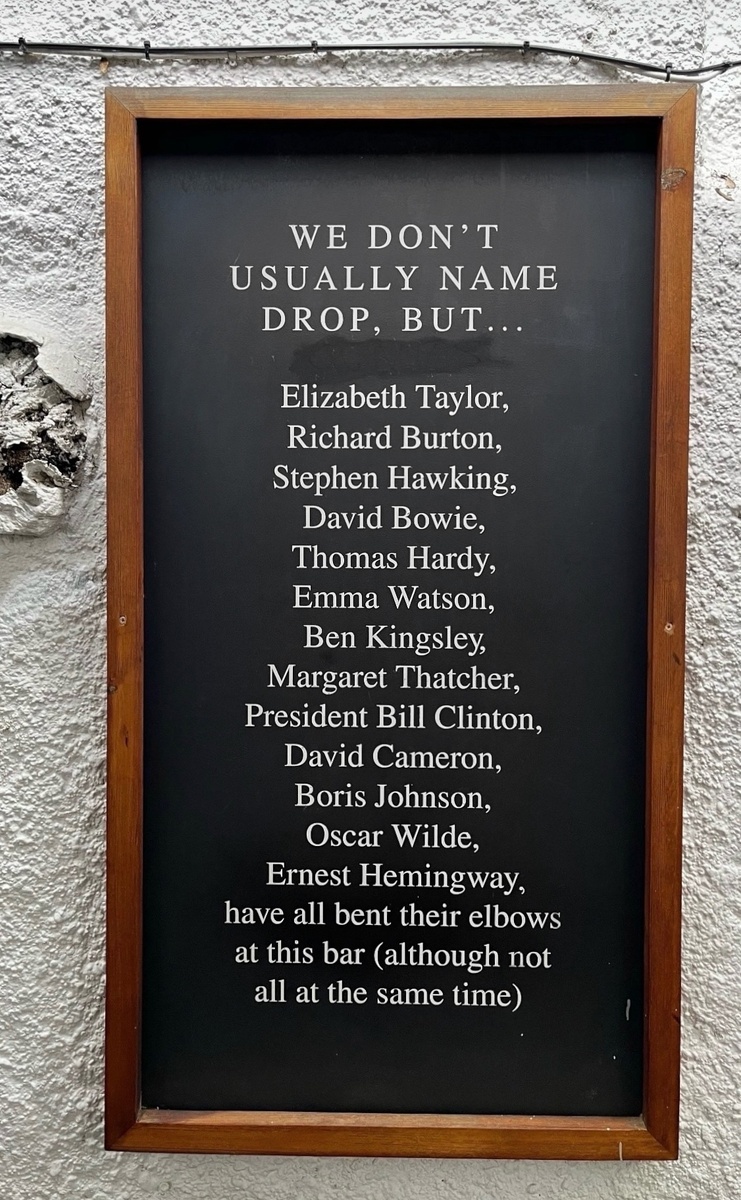 WE DON'T
USUALLY NAME
DROP, BUT...
Elizabeth Taylor,
Richard Burton,
Stephen Hawking,
David Bowie,
Thomas Hardy,
Emma Watson,
Ben Kingsley,
Margaret Thatcher,
President Bill Clinton,
David Cameron,
Boris Johnson,
Oscar Wilde,
Ernest Hemingway,
have all bent their elbows
at this bar (although not
all at the same time)